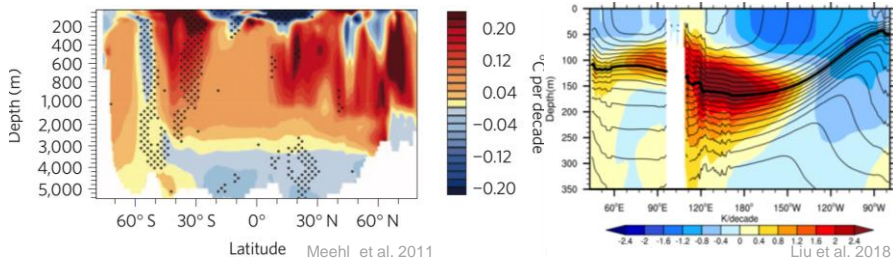 200
400
600
800
1,000
2,000
3,000
4,000
5,000
Depth (m)
60° S 30° S 0° 30° N 60° N
Latitude
Meehl et al. 2011
0.20
0.12
0.04
−0.04
−0.12
−0.20
°C per decade
0
50
100
150
200
250
300
350
Depth(m)
60°E 90°E 120°E 150°E 180° 150°W 120°W 90°W
K/decade
-2.4 -2 -1.6 -1.2 -0.8 -0.4 0 0.4 0.8 1.2 1.6 2 2.4
Liu et al. 2018